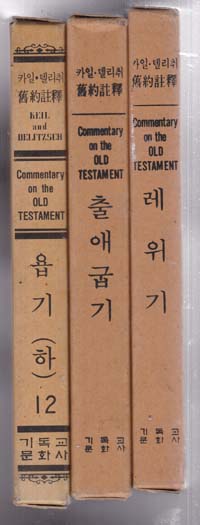 카일·델리취
舊約註釋
KEIL
and
DELITZSCH
Commentary
on the
OLD
TESTAMENT
욥기(하)
12
기독교
문화사
카일·델리취
舊約註釋
Commentary
on the
OLD
TESTAMENT
출애굽기
기독교
문화사
카일·델리취
舊約註釋
Commentary
on the
OLD
TESTAMENT
레위기
기독교
문화사